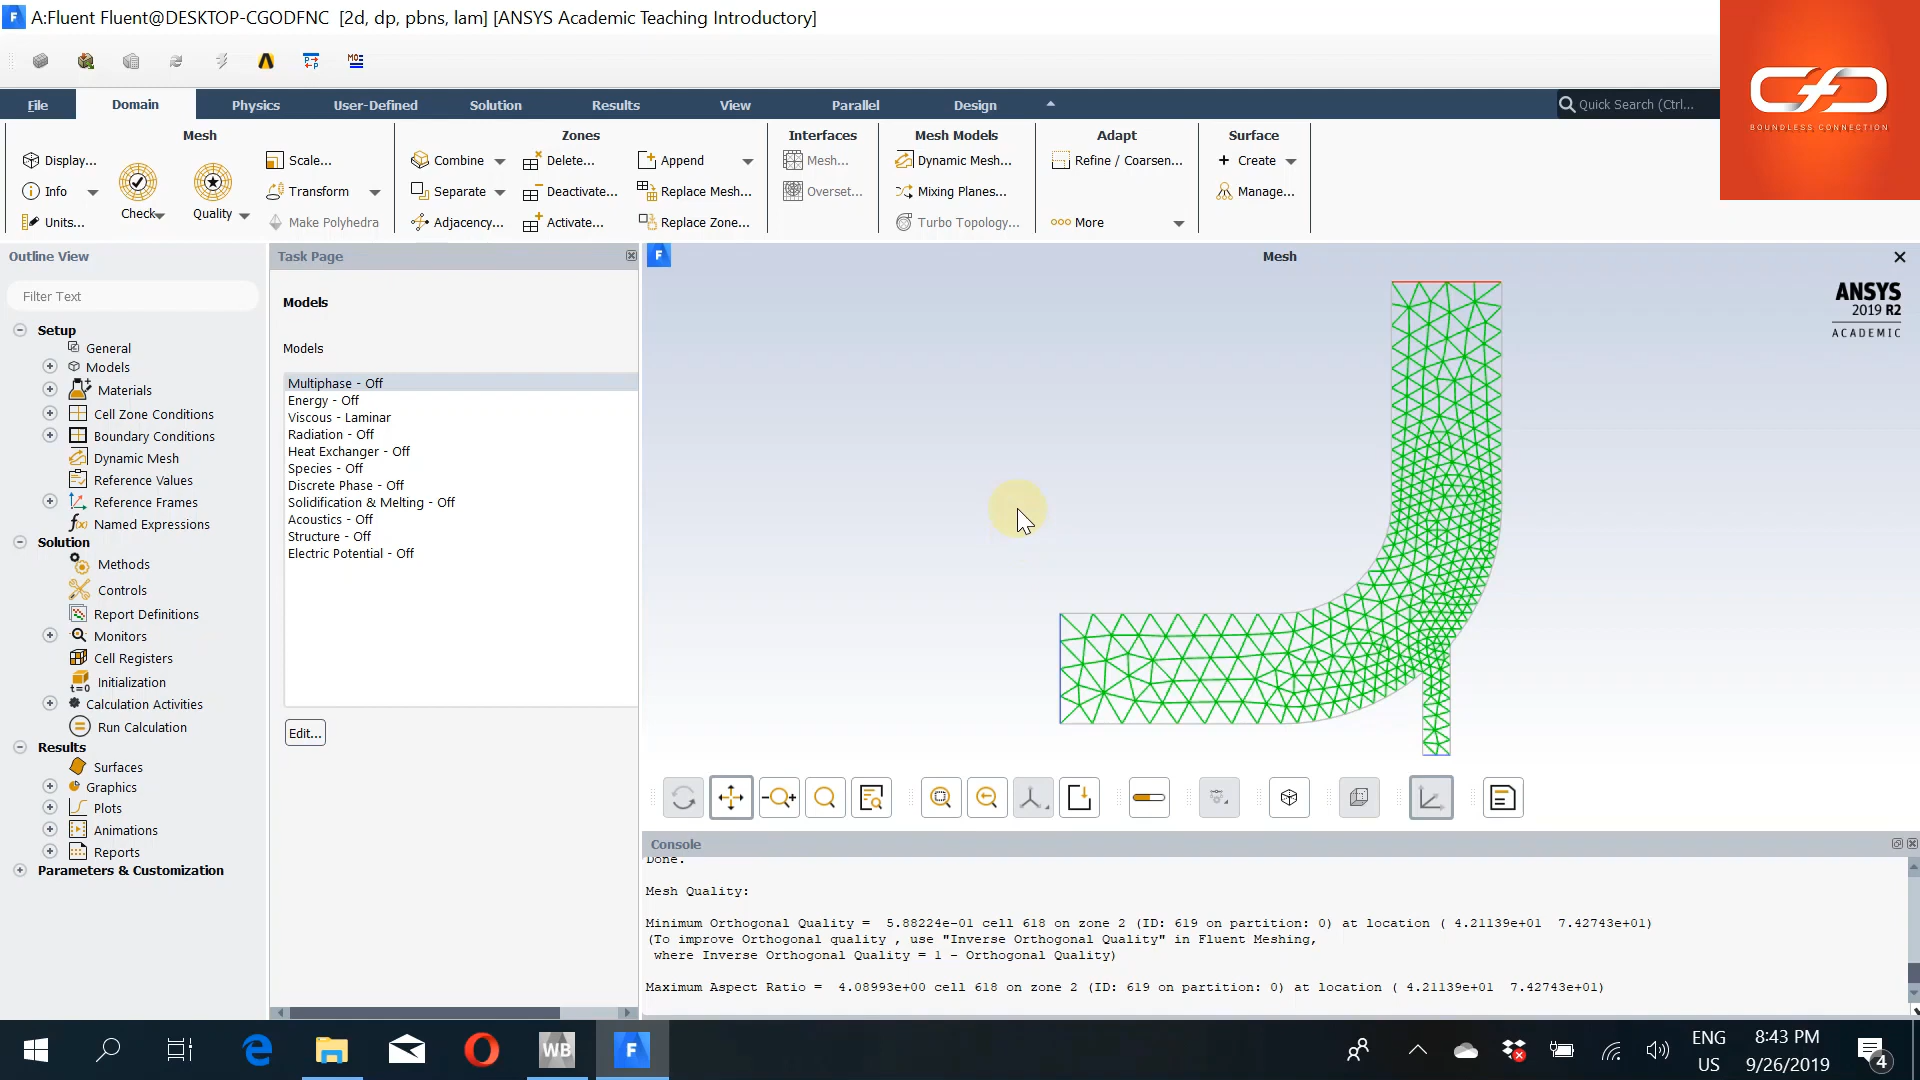 A:Fluent Fluent@DESKTOP-CGODFNC [2d, dp, pbns, lam] [ANSYS Academic Teaching Introductory]
File
Domain
Physics
User-Defined
Solution
Results
View
Parallel
Design
Quick Search (Ctrl...
BOUNDLESS CONNECTION
Mesh
Zones
Interfaces
Mesh Models
Adapt
Surface
Display...
Info
Units...
Check
Quality
Scale...
Transform
Make Polyhedra
Combine
Separate
Adjacency...
Delete...
Deactivate...
Activate...
Append
Replace Mesh...
Replace Zone...
Mesh...
Overset...
Dynamic Mesh...
Mixing Planes...
Turbo Topology...
Refine / Coarsen...
More
Create
Manage...
Outline View
Filter Text
Setup
General
Models
Materials
Cell Zone Conditions
Boundary Conditions
Dynamic Mesh
Reference Values
Reference Frames
Named Expressions
Solution
Methods
Controls
Report Definitions
Monitors
Cell Registers
Initialization
Calculation Activities
Run Calculation
Results
Surfaces
Graphics
Plots
Animations
Reports
Parameters & Customization
Task Page
Models
Models
Multiphase - Off
Energy - Off
Viscous - Laminar
Radiation - Off
Heat Exchanger - Off
Species - Off
Discrete Phase - Off
Solidification & Melting - Off
Acoustics - Off
Structure - Off
Electric Potential - Off
Edit...
Mesh
ANSYS
2019 R2
ACADEMIC
Console
Done.
Mesh Quality:
Minimum Orthogonal Quality = 5.88224e-01 cell 618 on zone 2 (ID: 619 on partition: 0) at location ( 4.21139e+01 7.42743e+01)
(To improve Orthogonal quality , use "Inverse Orthogonal Quality" in Fluent Meshing,
where Inverse Orthogonal Quality = 1 - Orthogonal Quality)
Maximum Aspect Ratio = 4.08993e+00 cell 618 on zone 2 (ID: 619 on partition: 0) at location ( 4.21139e+01 7.42743e+01)
WB
F
ENG
US
8:43 PM
9/26/2019
4